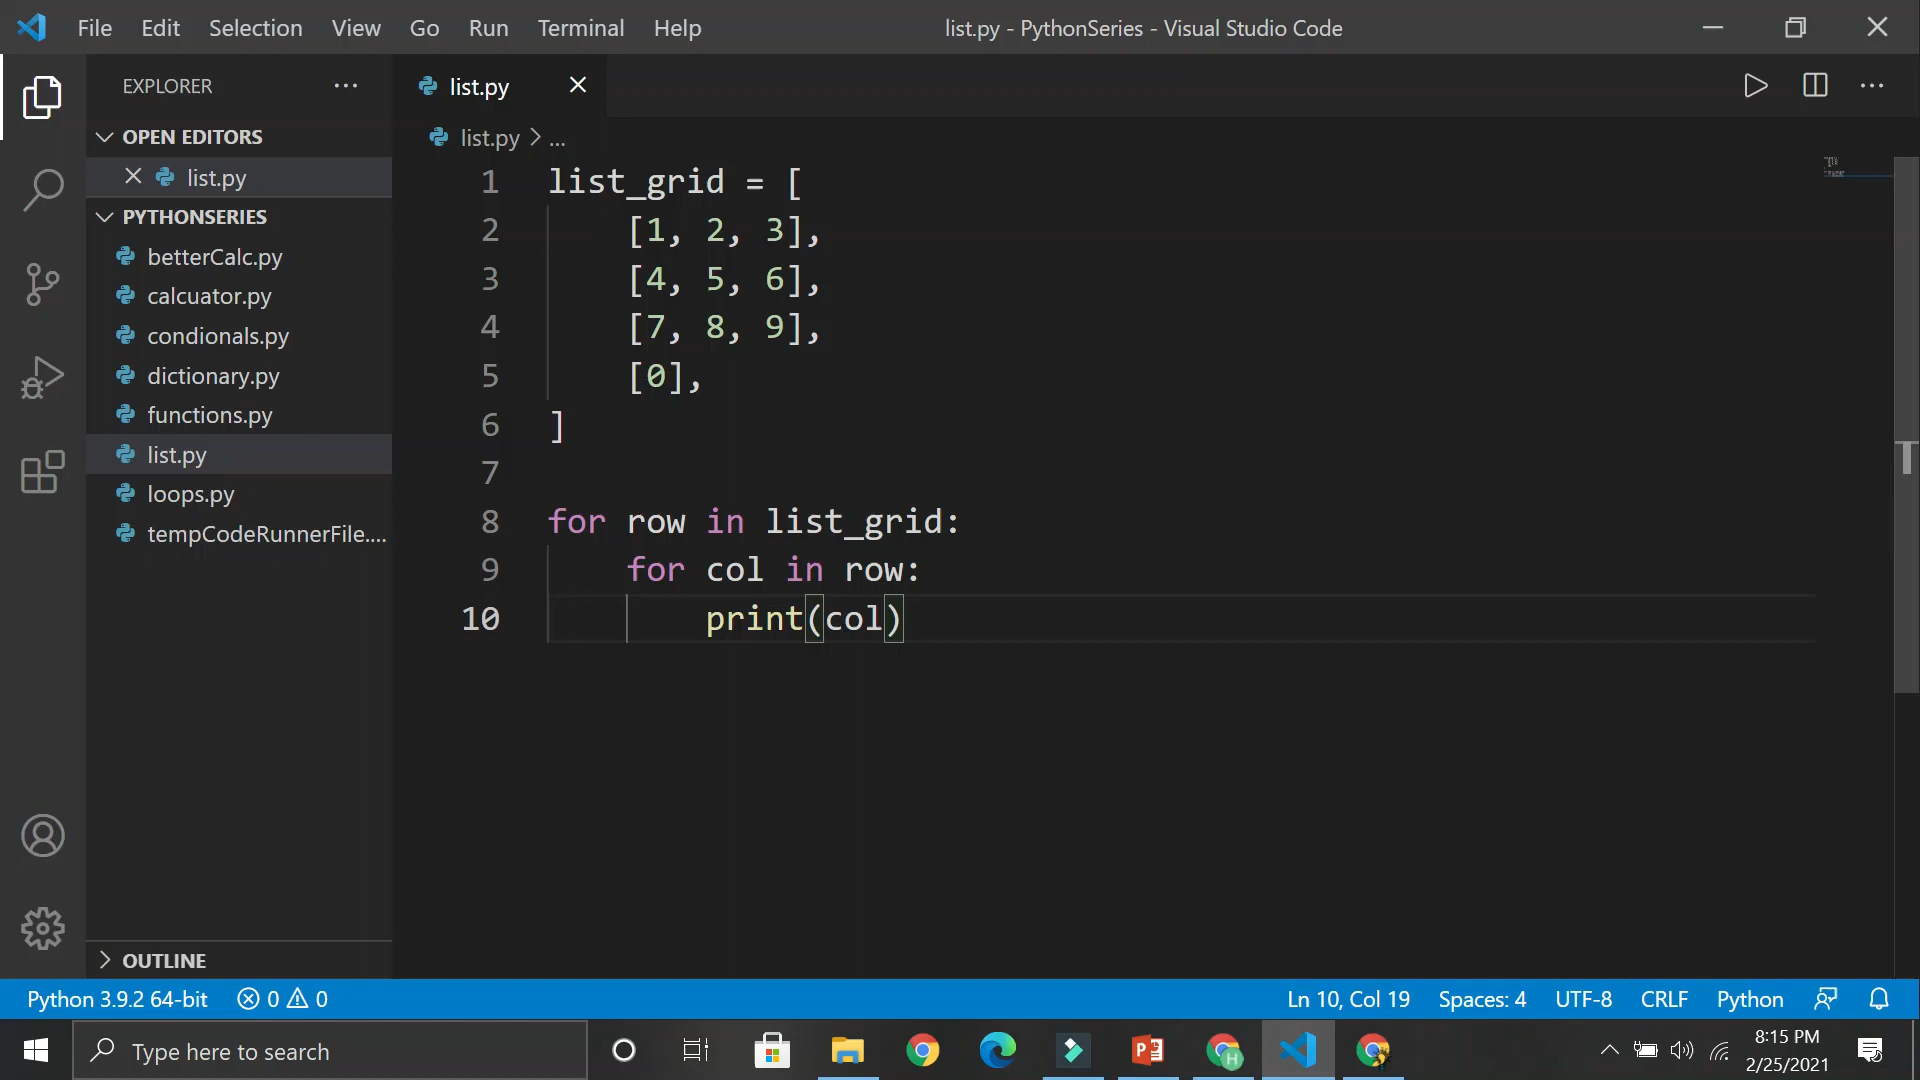 File Edit Selection View Go Run Terminal Help
list.py - PythonSeries - Visual Studio Code
EXPLORER
list.py
OPEN EDITORS
list.py
PYTHONSERIES
betterCalc.py
calcuator.py
condionals.py
dictionary.py
functions.py
list.py
loops.py
tempCodeRunnerFile....
OUTLINE
list.py > ...
1 list_grid = [
2 [1, 2, 3],
3 [4, 5, 6],
4 [7, 8, 9],
5 [0],
6 ]
7
8 for row in list_grid:
9 for col in row:
10 print(col)
Python 3.9.2 64-bit 0 0
Ln 10, Col 19 Spaces: 4 UTF-8 CRLF Python
Type here to search
8:15 PM
2/25/2021